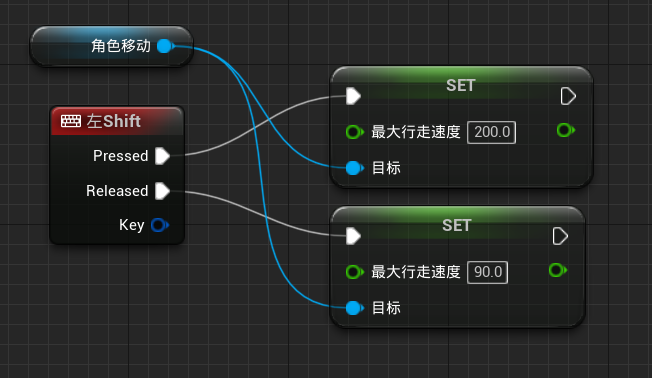 角色移动
左Shift
Pressed
Released
Key
SET
最大行走速度 200.0
目标
SET
最大行走速度 90.0
目标